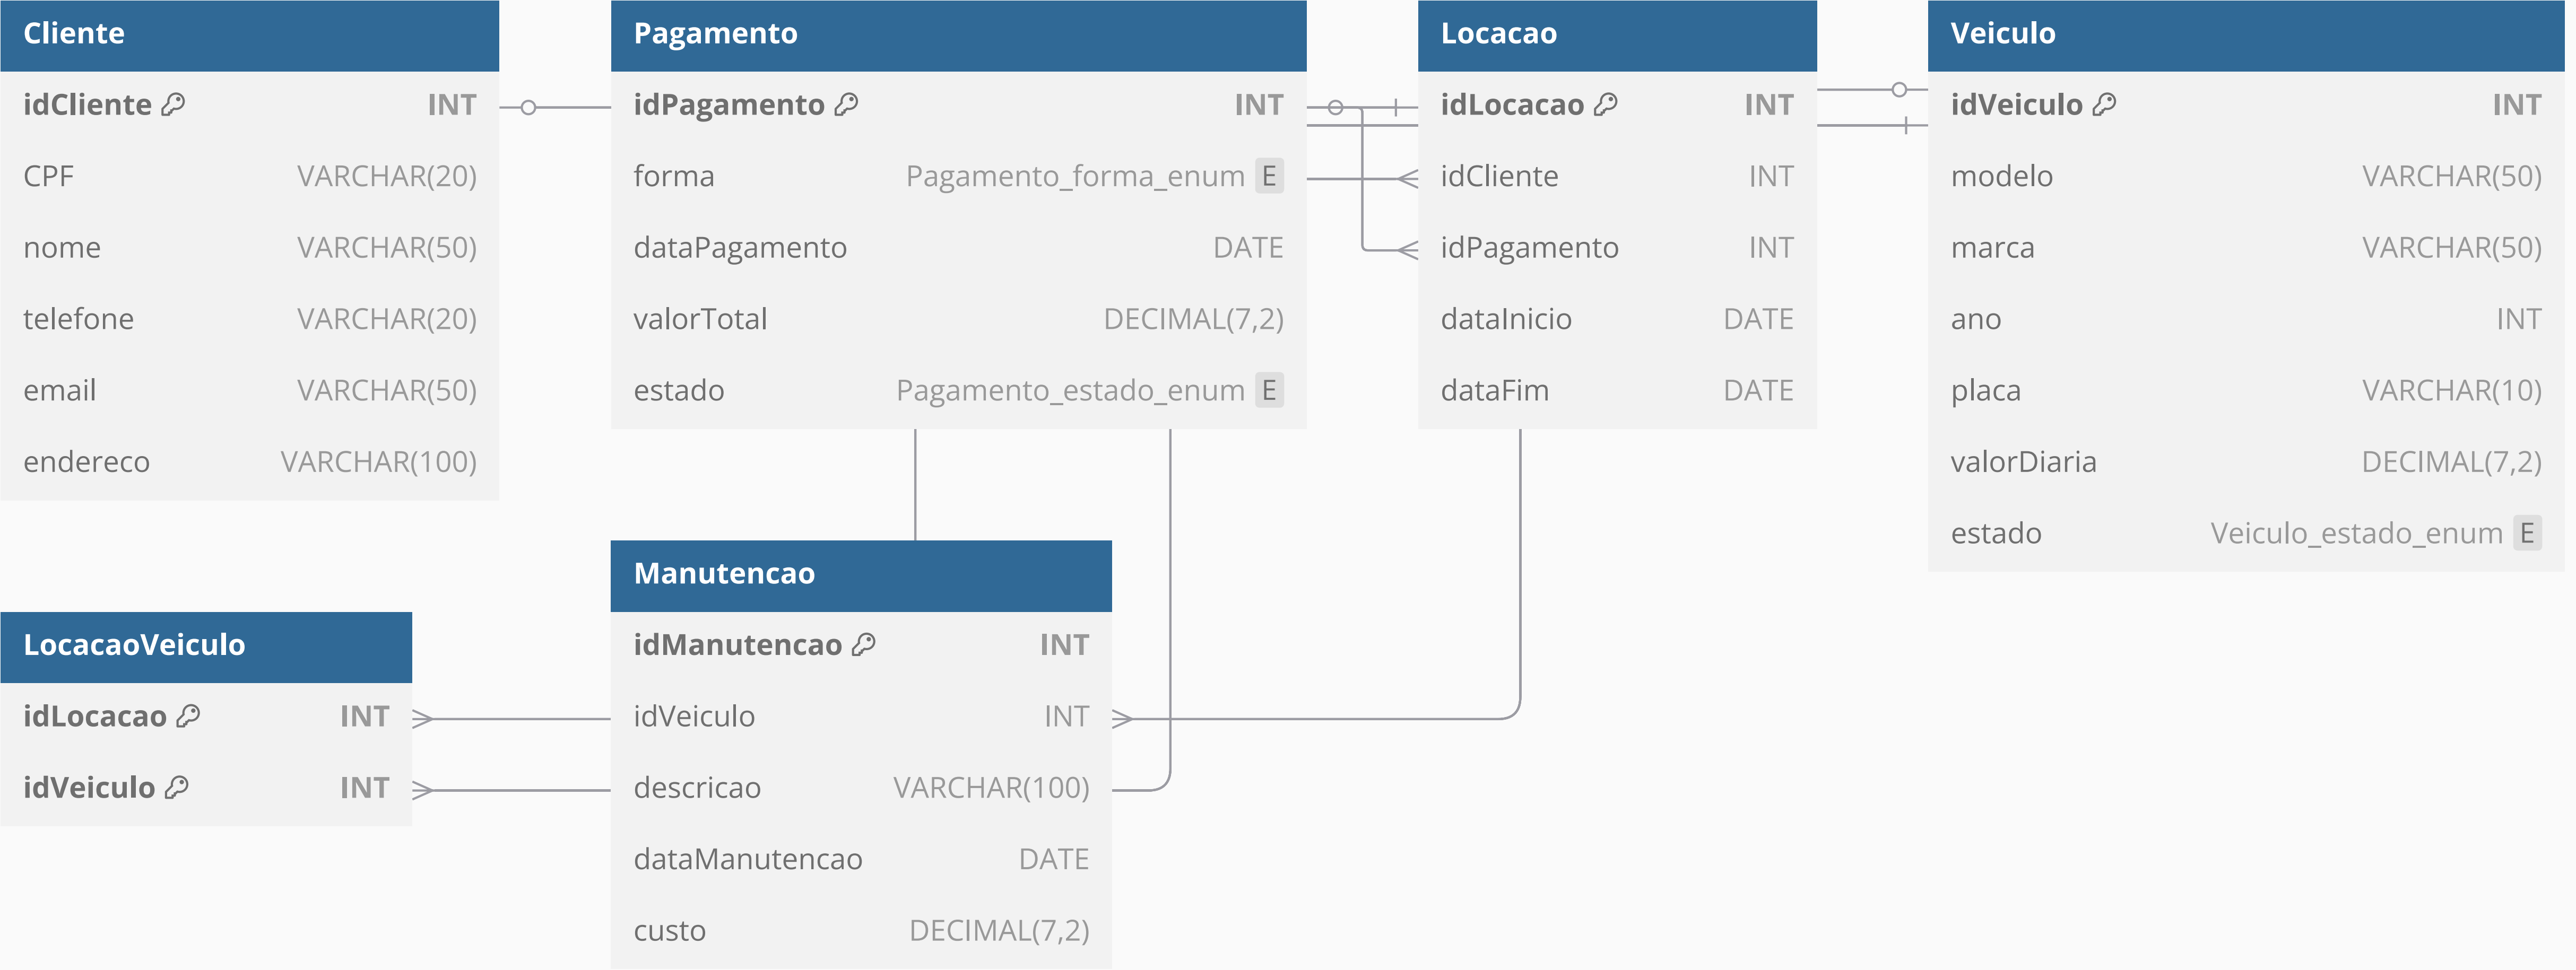 Cliente
idCliente INT
CPF VARCHAR(20)
nome VARCHAR(50)
telefone VARCHAR(20)
email VARCHAR(50)
endereco VARCHAR(100)
Pagamento
idPagamento INT
forma Pagamento_forma_enum E
dataPagamento DATE
valorTotal DECIMAL(7,2)
estado Pagamento_estado_enum E
Locacao
idLocacao INT
idCliente INT
idPagamento INT
dataInicio DATE
dataFim DATE
Veiculo
idVeiculo INT
modelo VARCHAR(50)
marca VARCHAR(50)
ano INT
placa VARCHAR(10)
valorDiaria DECIMAL(7,2)
estado Veiculo_estado_enum E
LocacaoVeiculo
idLocacao INT
idVeiculo INT
Manutencao
idManutencao INT
idVeiculo INT
descricao VARCHAR(100)
dataManutencao DATE
custo DECIMAL(7,2)